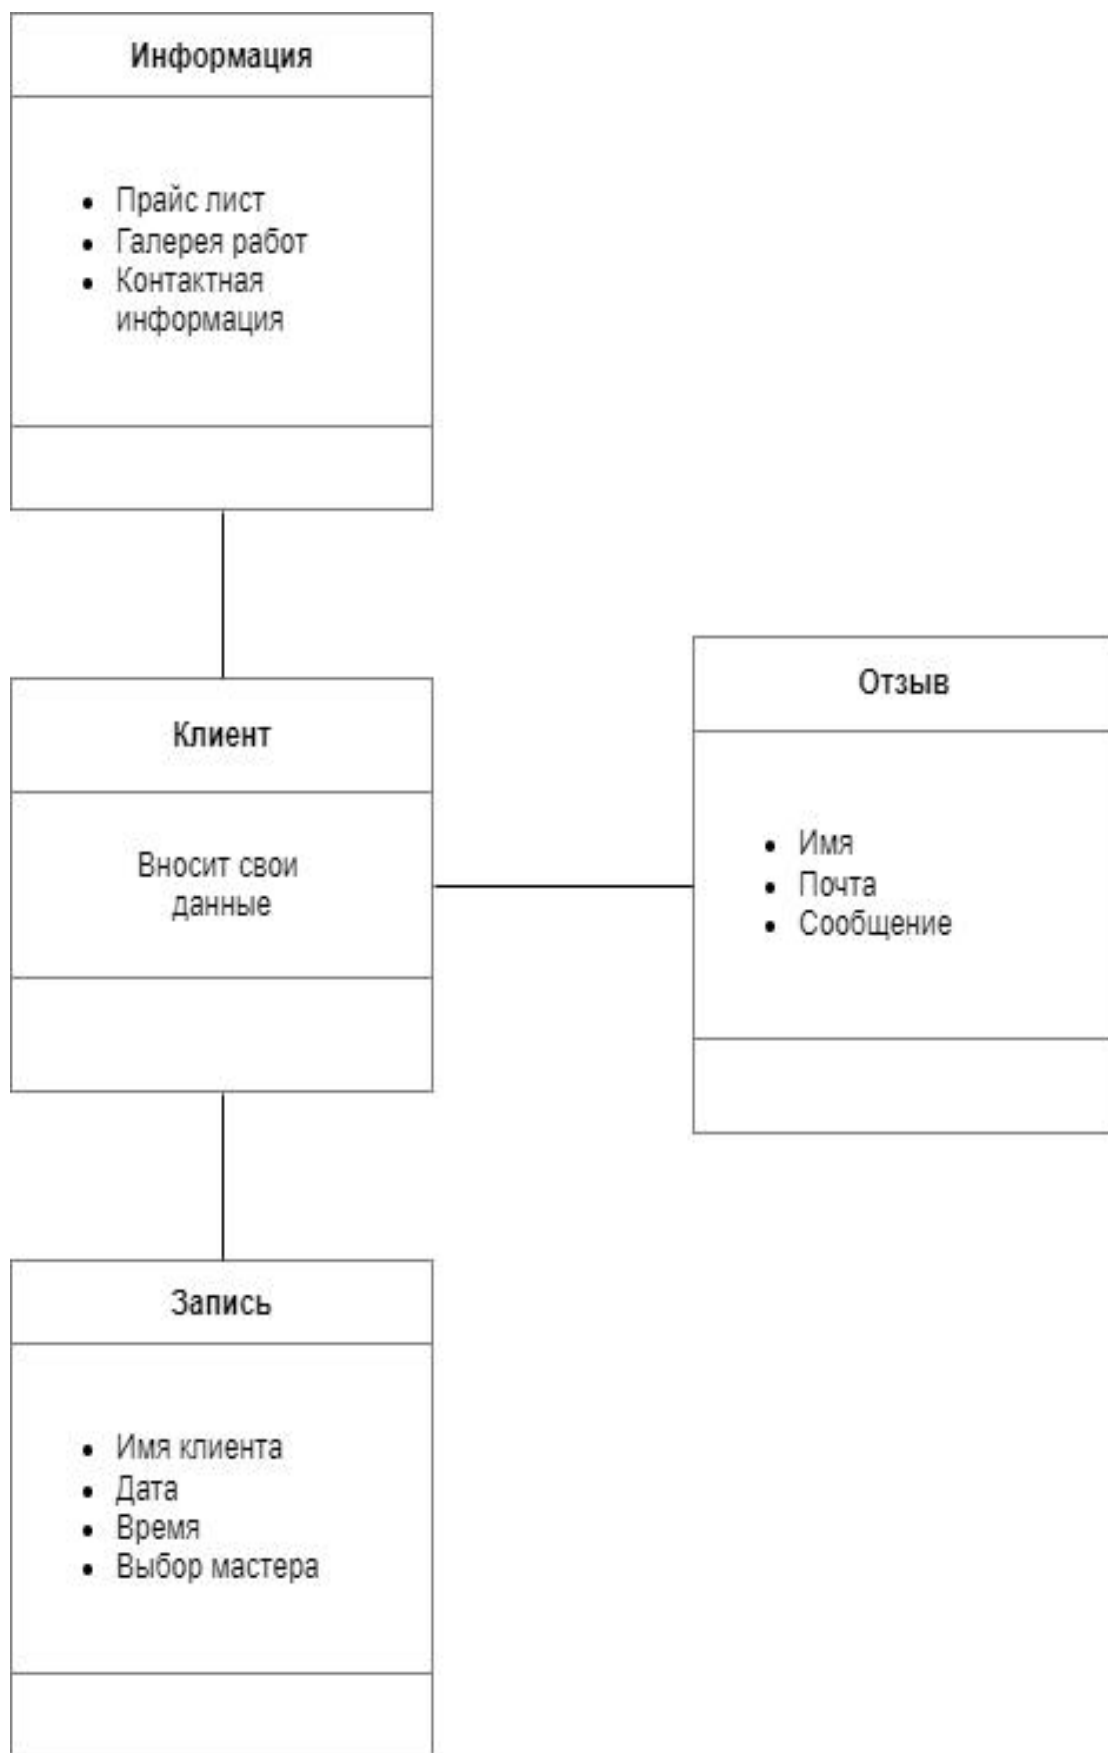 Информация
• Прайс лист
• Галерея работ
• Контактная
информация
Клиент
Вносит свои
данные
Отзыв
• Имя
• Почта
• Сообщение
Запись
• Имя клиента
• Дата
• Время
• Выбор мастера